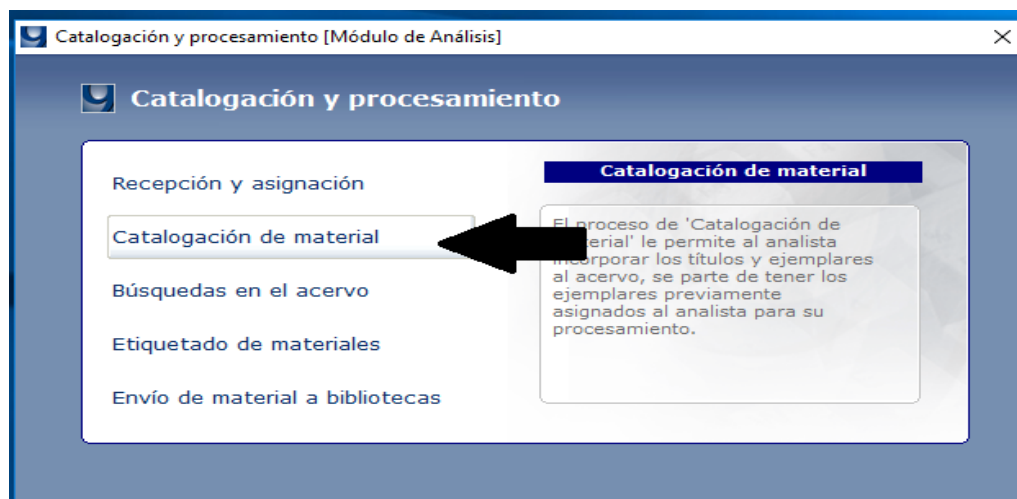 Catalogación y procesamiento [Módulo de Análisis]
Catalogación y procesamiento
Recepción y asignación
Catalogación de material
Búsquedas en el acervo
Etiquetado de materiales
Envío de material a bibliotecas
Catalogación de material
El proceso de 'Catalogación de
le permite al analista
los títulos y ejemplares
al acervo, se parte de tener los
ejemplares previamente
asignados al analista para su
procesamiento.